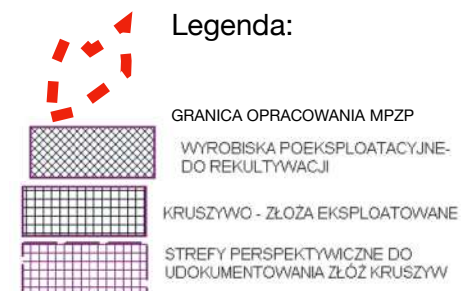 Legenda:
GRANICA OPRACOWANIA MPZP
WYROBISKA POEKSPLOATACYJNE-
DO REKULTYWACJI
KRUSZYWO - ZŁOŻA EKSPLOATOWANE
STREFY PERSPEKTYWICZNE DO
UDOKUMENTOWANIA ZŁÓŻ KRUSZYW